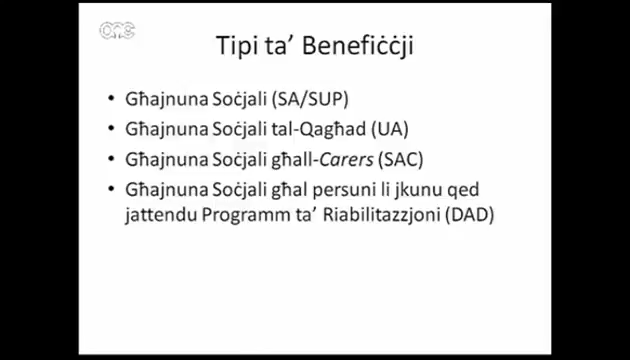 one
Tipi ta’ Benefiċċji
• Għajnuna Soċjali (SA/SUP)
• Għajnuna Soċjali tal-Qagħad (UA)
• Għajnuna Soċjali għall-Carers (SAC)
• Għajnuna Soċjali għal persuni li jkunu qed
jattendu Programm ta’ Riabilitazzjoni (DAD)